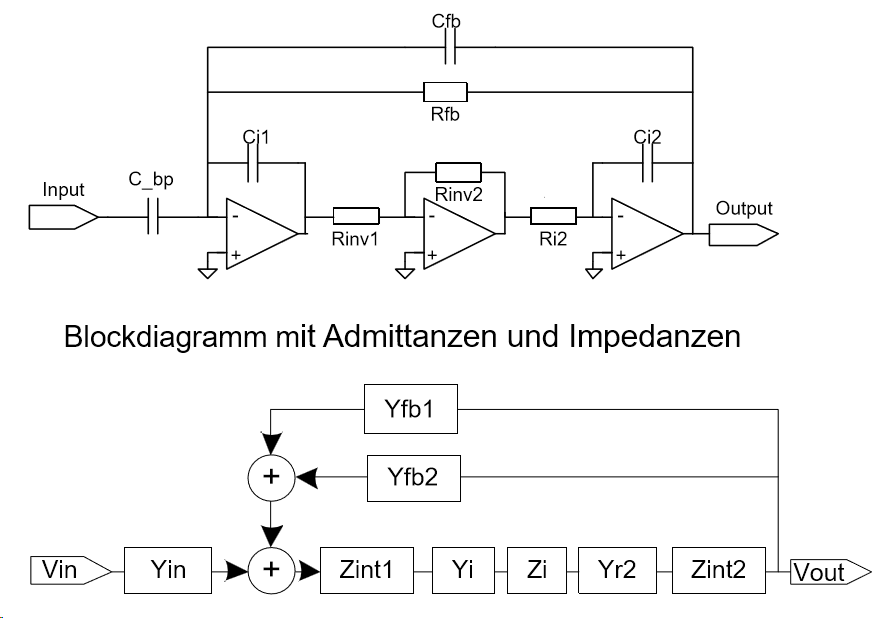 Cfb
Rfb
Ci1
Ci2
C_bp
Input
Rinv2
Output
-
-
-
+
+
+
Rinv1
Ri2
Blockdiagramm mit Admittanzen und Impedanzen
Yfb1
+
Yfb2
Vin
Yin
+
Zint1
Yi
Zi
Yr2
Zint2
Vout